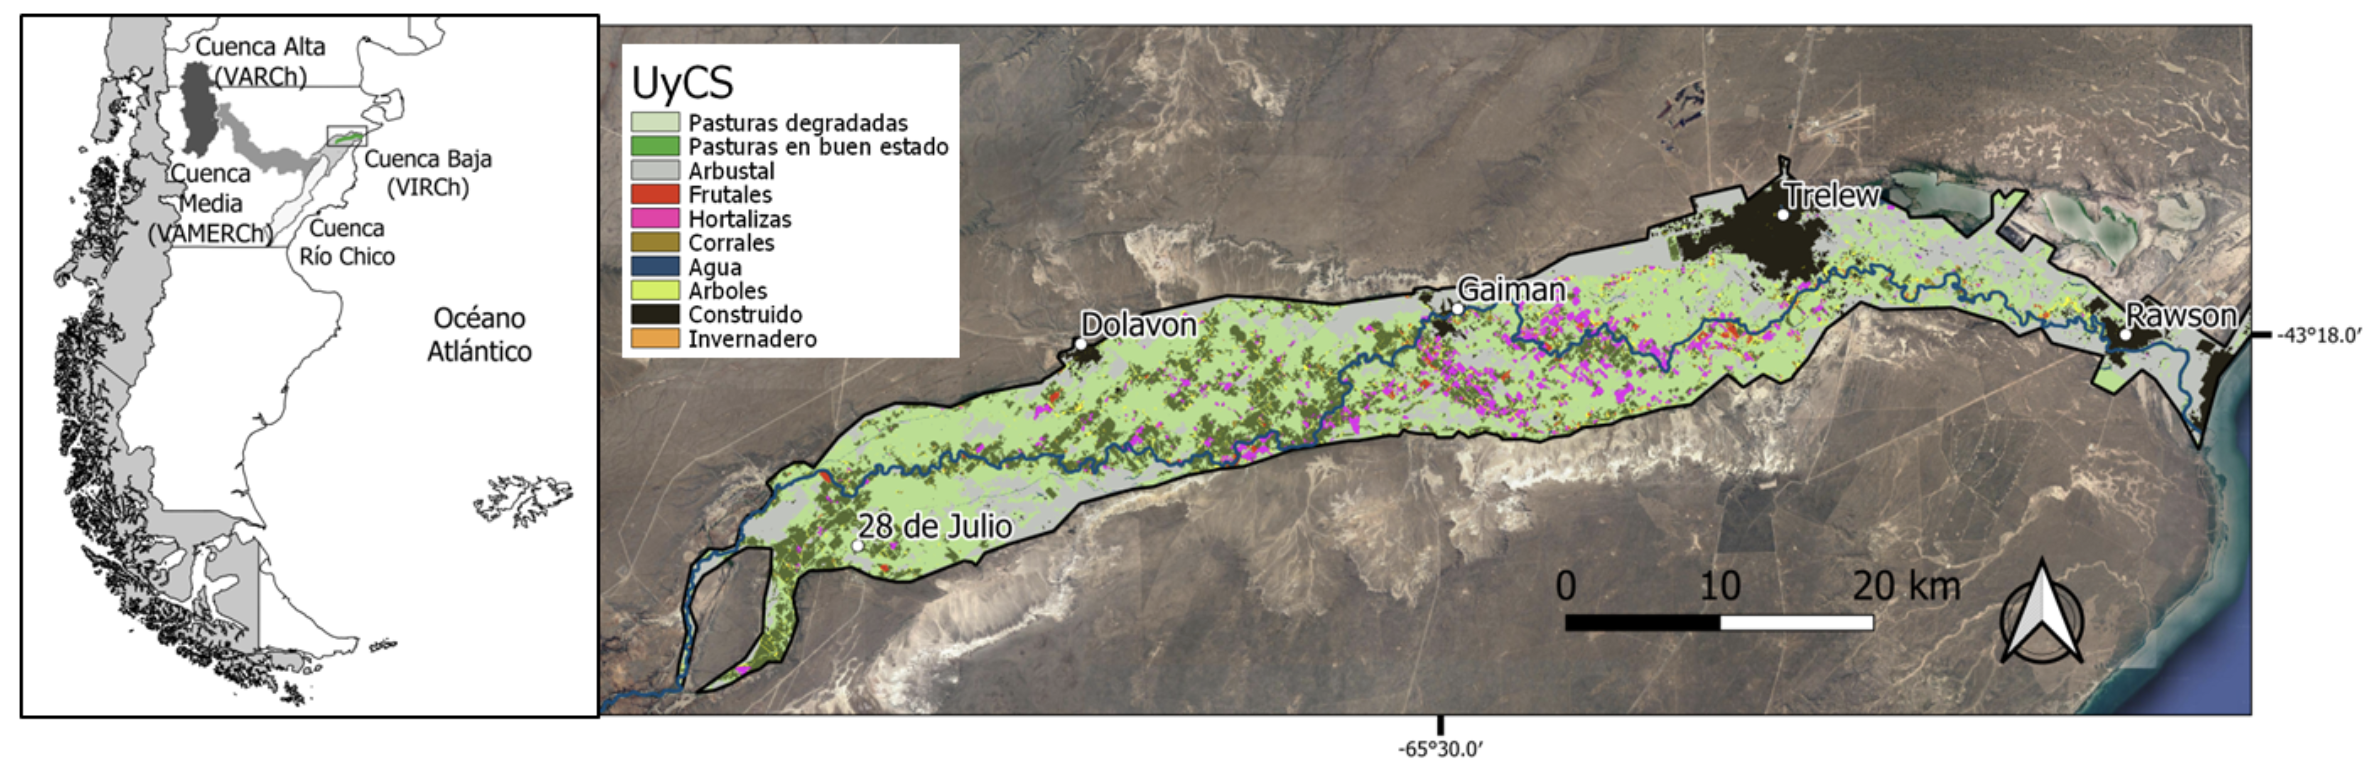 Cuenca Alta
(VARCh)
Cuenca Baja
(VIRCh)
Cuenca
Media
(VAMERCh)
Cuenca
Río Chico
Océano
Atlántico
UyCS
Pasturas degradadas
Pasturas en buen estado
Arbustal
Frutales
Hortalizas
Corrales
Agua
Arboles
Construido
Invernadero
Trelew
Gaiman
Dolavon
Rawson
28 de Julio
0 10 20 km
-43°18.0'
-65°30.0'